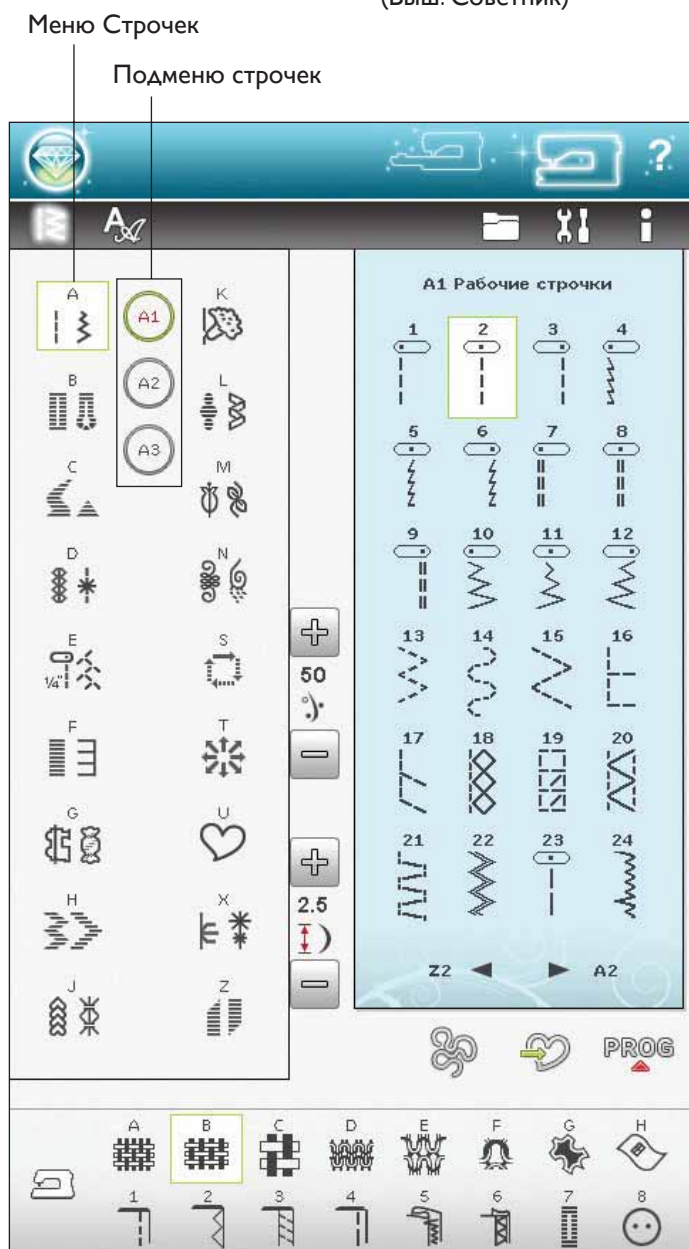 (Выш. Советник)
Меню Строчек
Подменю строчек
?
A
A1
K
B
A2
L
C
A3
M
D
N
E
1/4"
S
F
T
G
U
H
X
J
Z
50
2.5
A1 Рабочие строчки
1 2 3 4
5 6 7 8
9 10 11 12
13 14 15 16
17 18 19 20
21 22 23 24
Z2 A2
PROG
A B C D E F G H
1 2 3 4 5 6 7 8